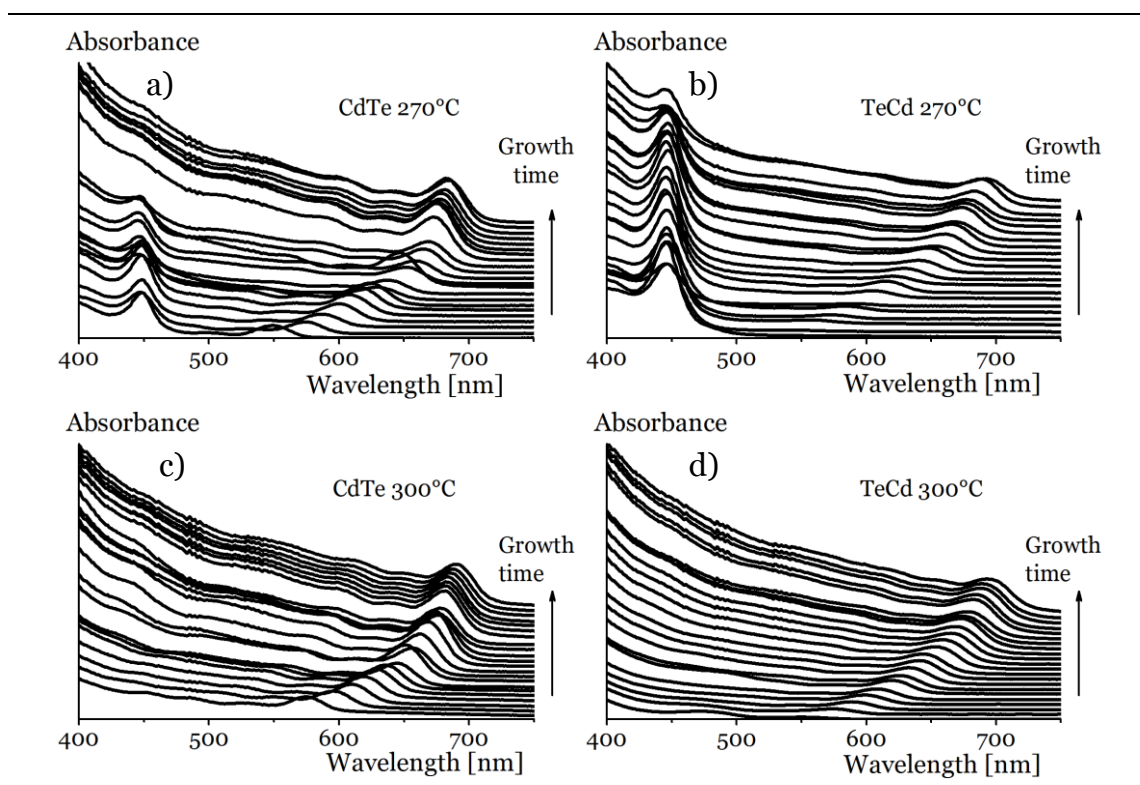 Absorbance
a)
CdTe 270°C
Growth
time
400 500 600 700
Wavelength [nm]
Absorbance
b)
TeCd 270°C
Growth
time
400 500 600 700
Wavelength [nm]
Absorbance
c)
CdTe 300°C
Growth
time
400 500 600 700
Wavelength [nm]
Absorbance
d)
TeCd 300°C
Growth
time
400 500 600 700
Wavelength [nm]